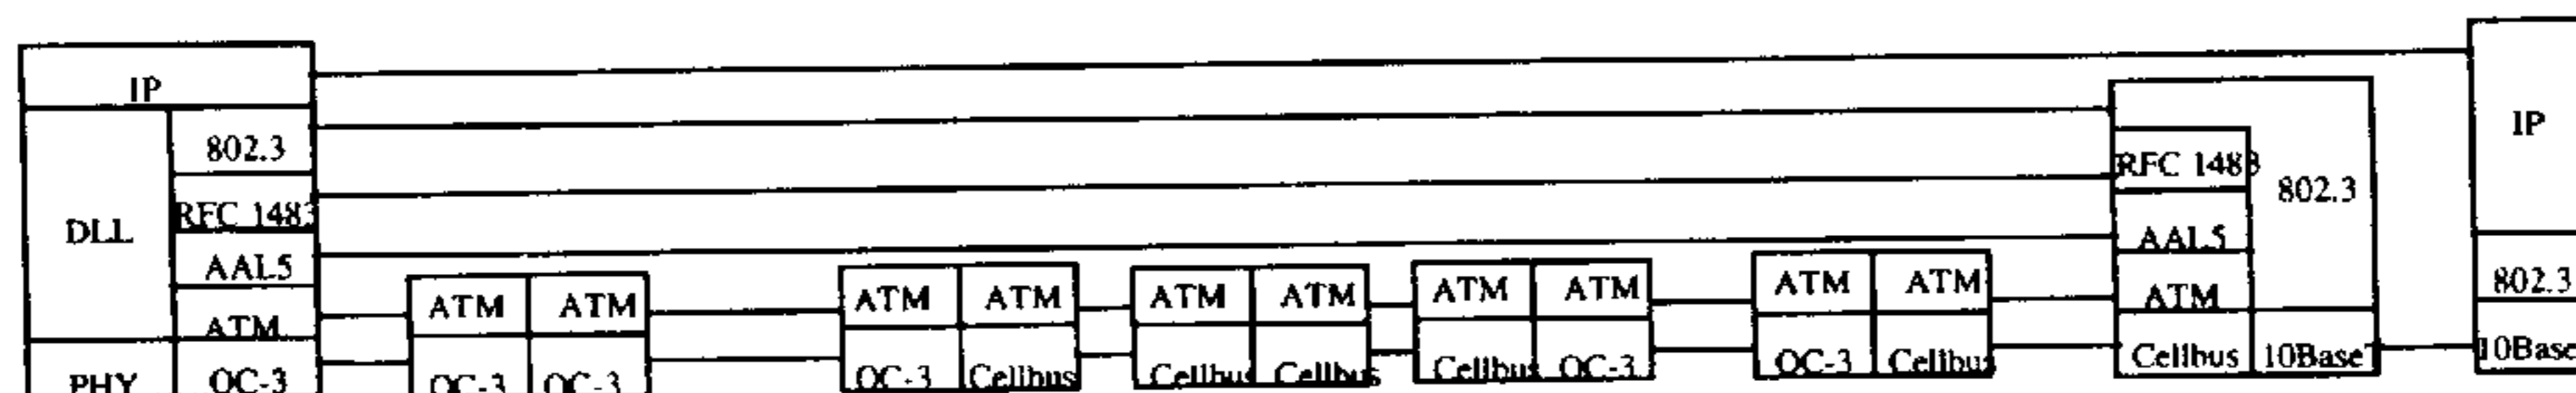 IP
802.3
RFC 1483
DLL
AAL5
ATM
PHY
OC-3
ATM ATM
OC-3 OC-3
ATM ATM
OC-3 Cellbus
ATM ATM
Cellbus Cellbus
ATM ATM
Cellbus OC-3
ATM ATM
OC-3 Cellbus
RFC 1483
802.3
AAL5
ATM
Cellbus 10Base
IP
802.3
10Base